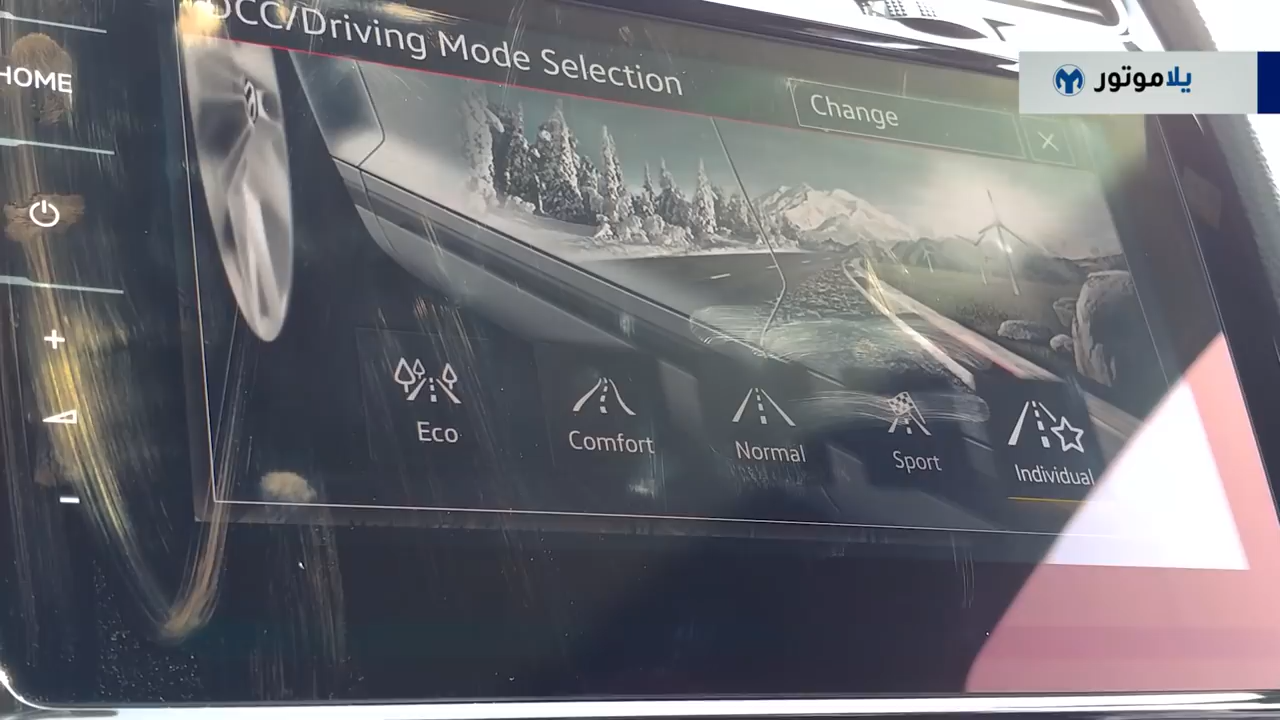 DCC/Driving Mode Selection
يلاموتور
HOME
Change
Eco
Comfort
Normal
Sport
Individual